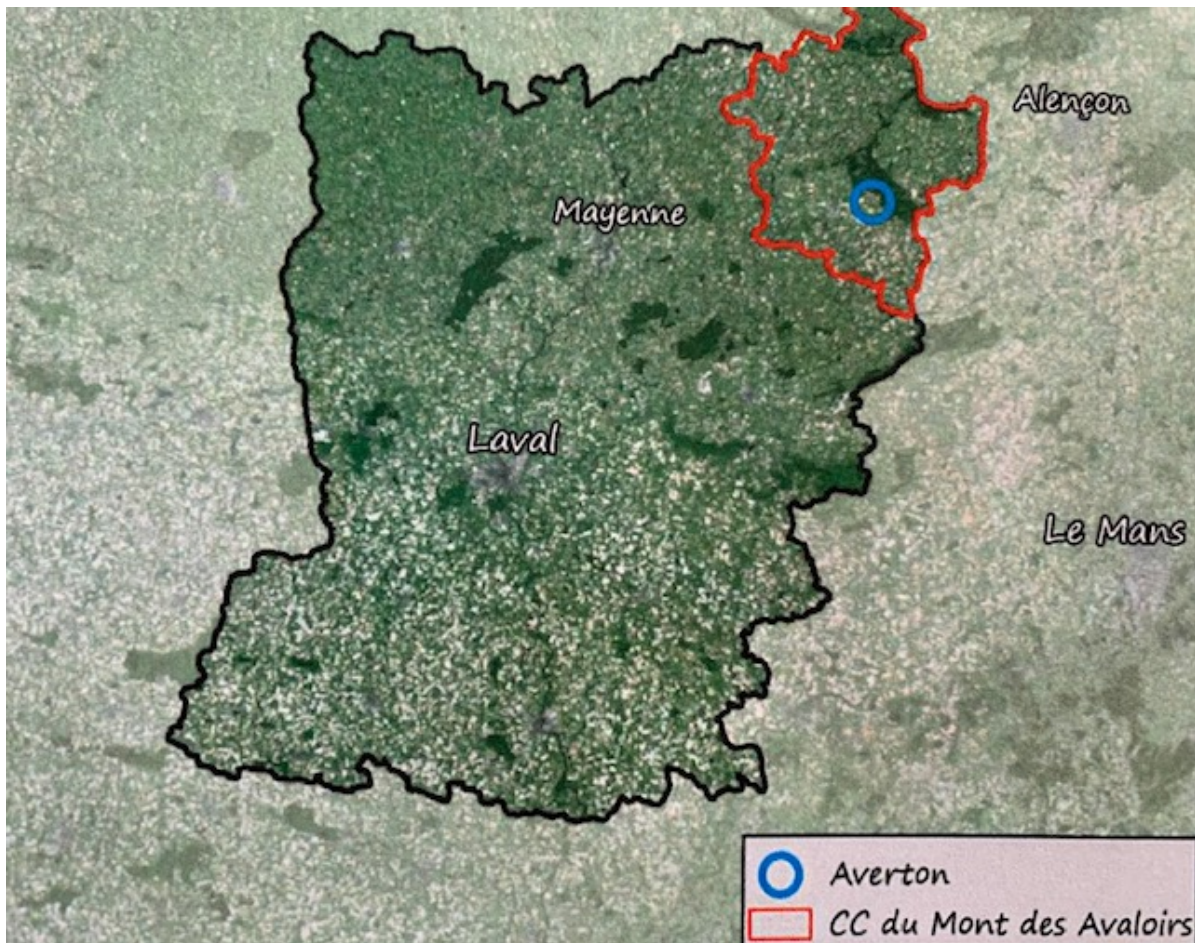 Alençon
Mayenne
Laval
Le Mans
Averton
CC du Mont des Avaloirs